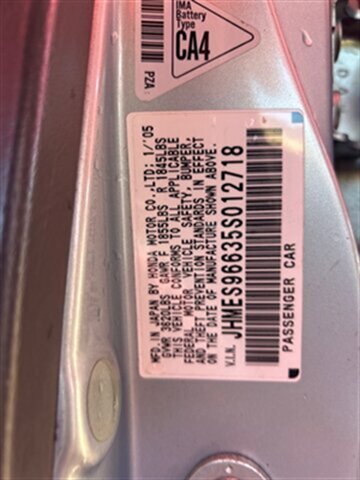 IMA
Battery
Type
CA4
PZA
MFD. IN JAPAN BY HONDA MOTOR CO.,LTD: 1/'05
GVWR 3620LBS GAWR F 1855LBS R 1845LBS
THIS VEHICLE CONFORMS TO ALL APPLICABLE
FEDERAL MOTOR VEHICLE SAFETY, BUMPER,
AND THEFT PREVENTION STANDARDS IN EFFECT
ON THE DATE OF MANUFACTURE SHOWN ABOVE.
V.I.N. JHMES96635S012718
PASSENGER CAR